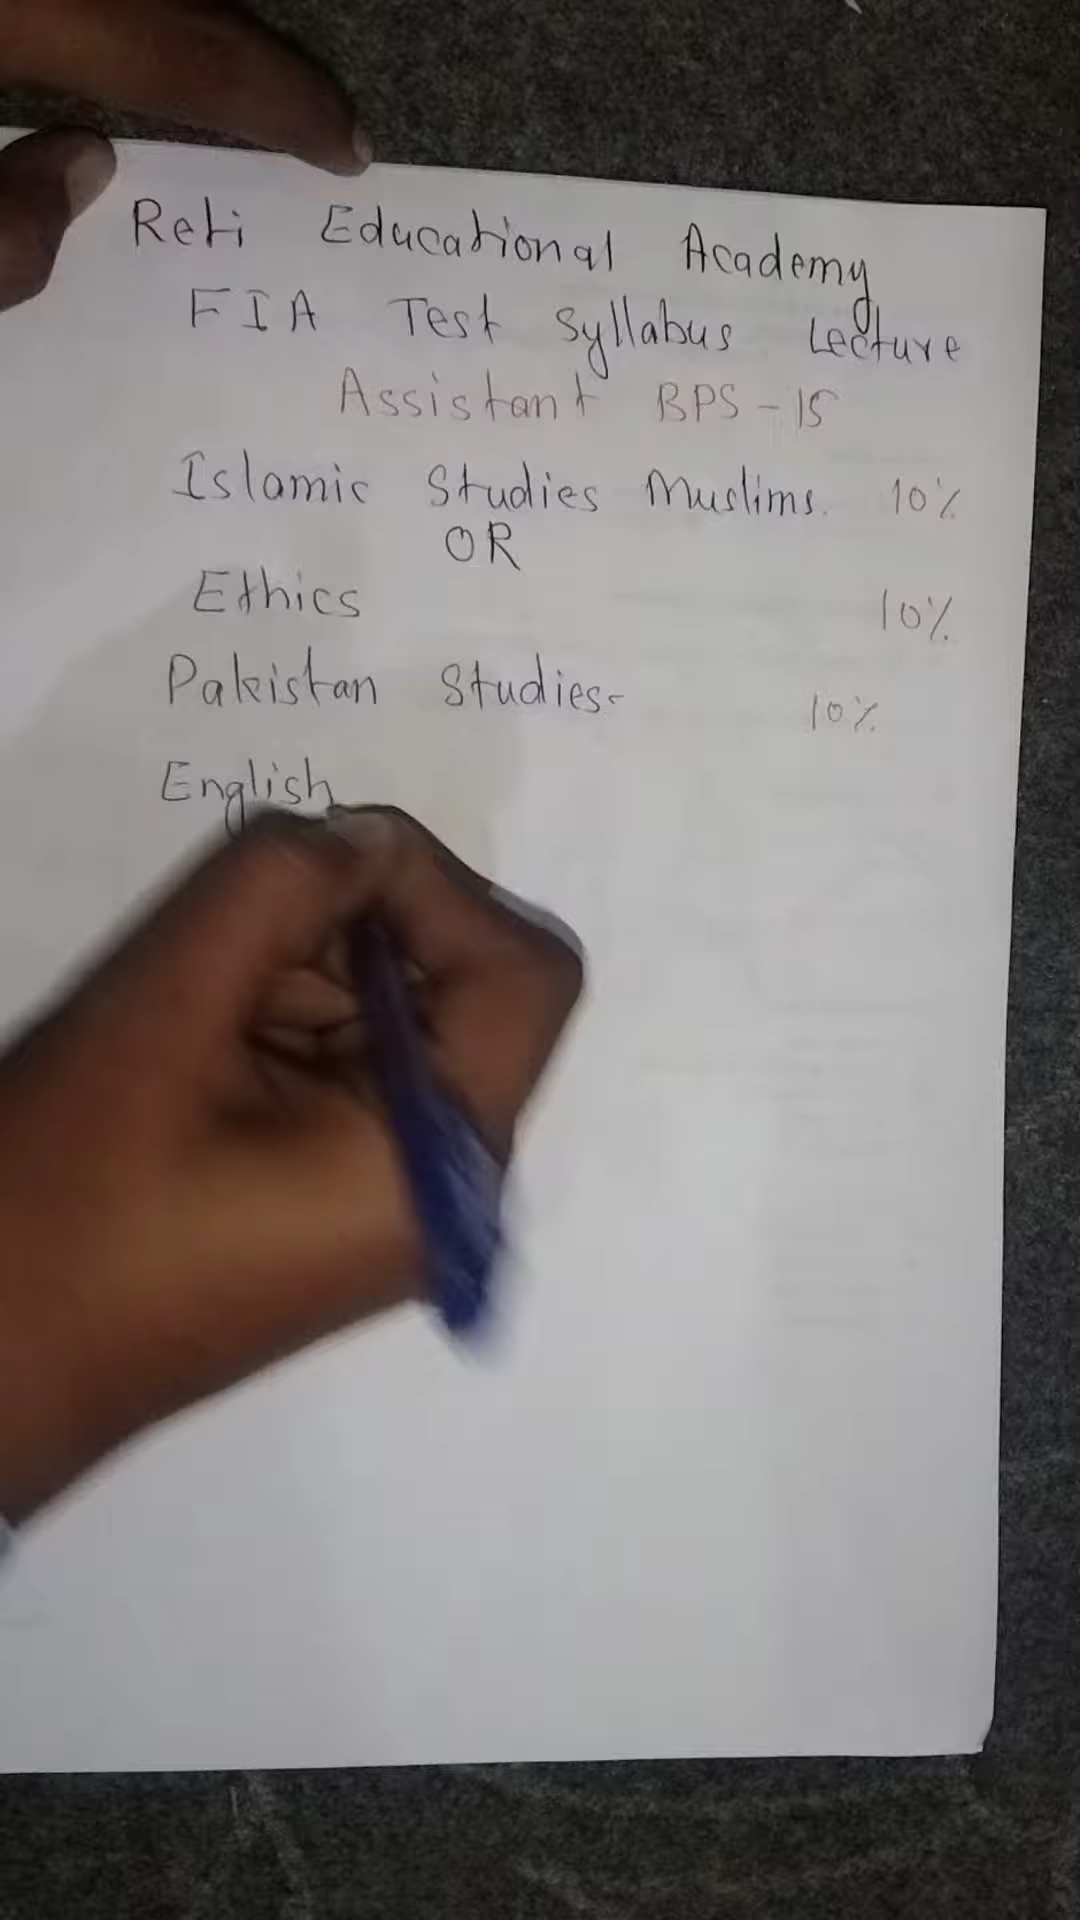 Reti Educational Academy
FIA Test Syllabus Lecture
Assistant BPS-15
Islamic Studies Muslims. 10%
OR
Ethics 10%
Pakistan Studies- 10%
English